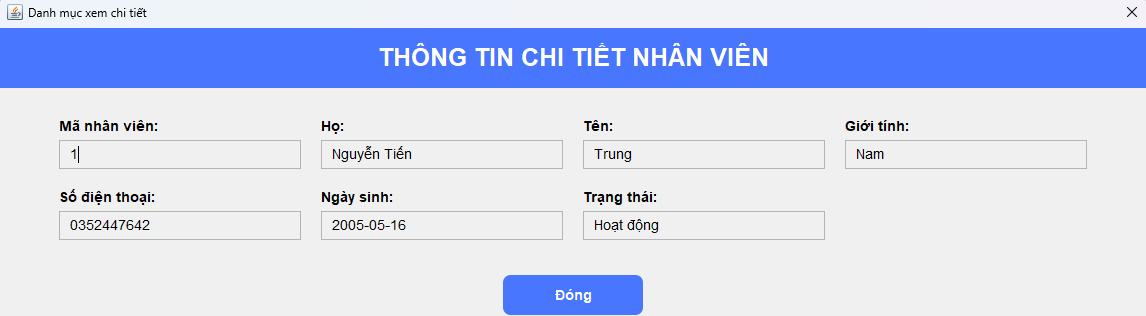 Danh mục xem chi tiết
THÔNG TIN CHI TIẾT NHÂN VIÊN
Mã nhân viên: Họ: Tên: Giới tính:
1 Nguyễn Tiến Trung Nam
Số điện thoại: Ngày sinh: Trạng thái:
0352447642 2005-05-16 Hoạt động
Đóng